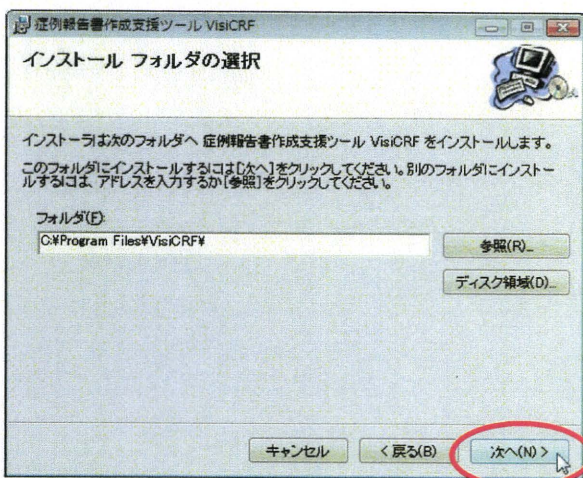 症例報告書作成支援ツール VisiCRF
インストール フォルダの選択
インストーラは次のフォルダへ 症例報告書作成支援ツール VisiCRF をインストールします。
このフォルダにインストールするには[次へ]をクリックしてください。別のフォルダにインストー
ルするには、アドレスを入力するか[参照]をクリックしてください。
フォルダ(F):
C:¥Program Files¥VisiCRF¥
参照(R)...
ディスク領域(D)...
キャンセル
< 戻る(B)
次へ(N) >